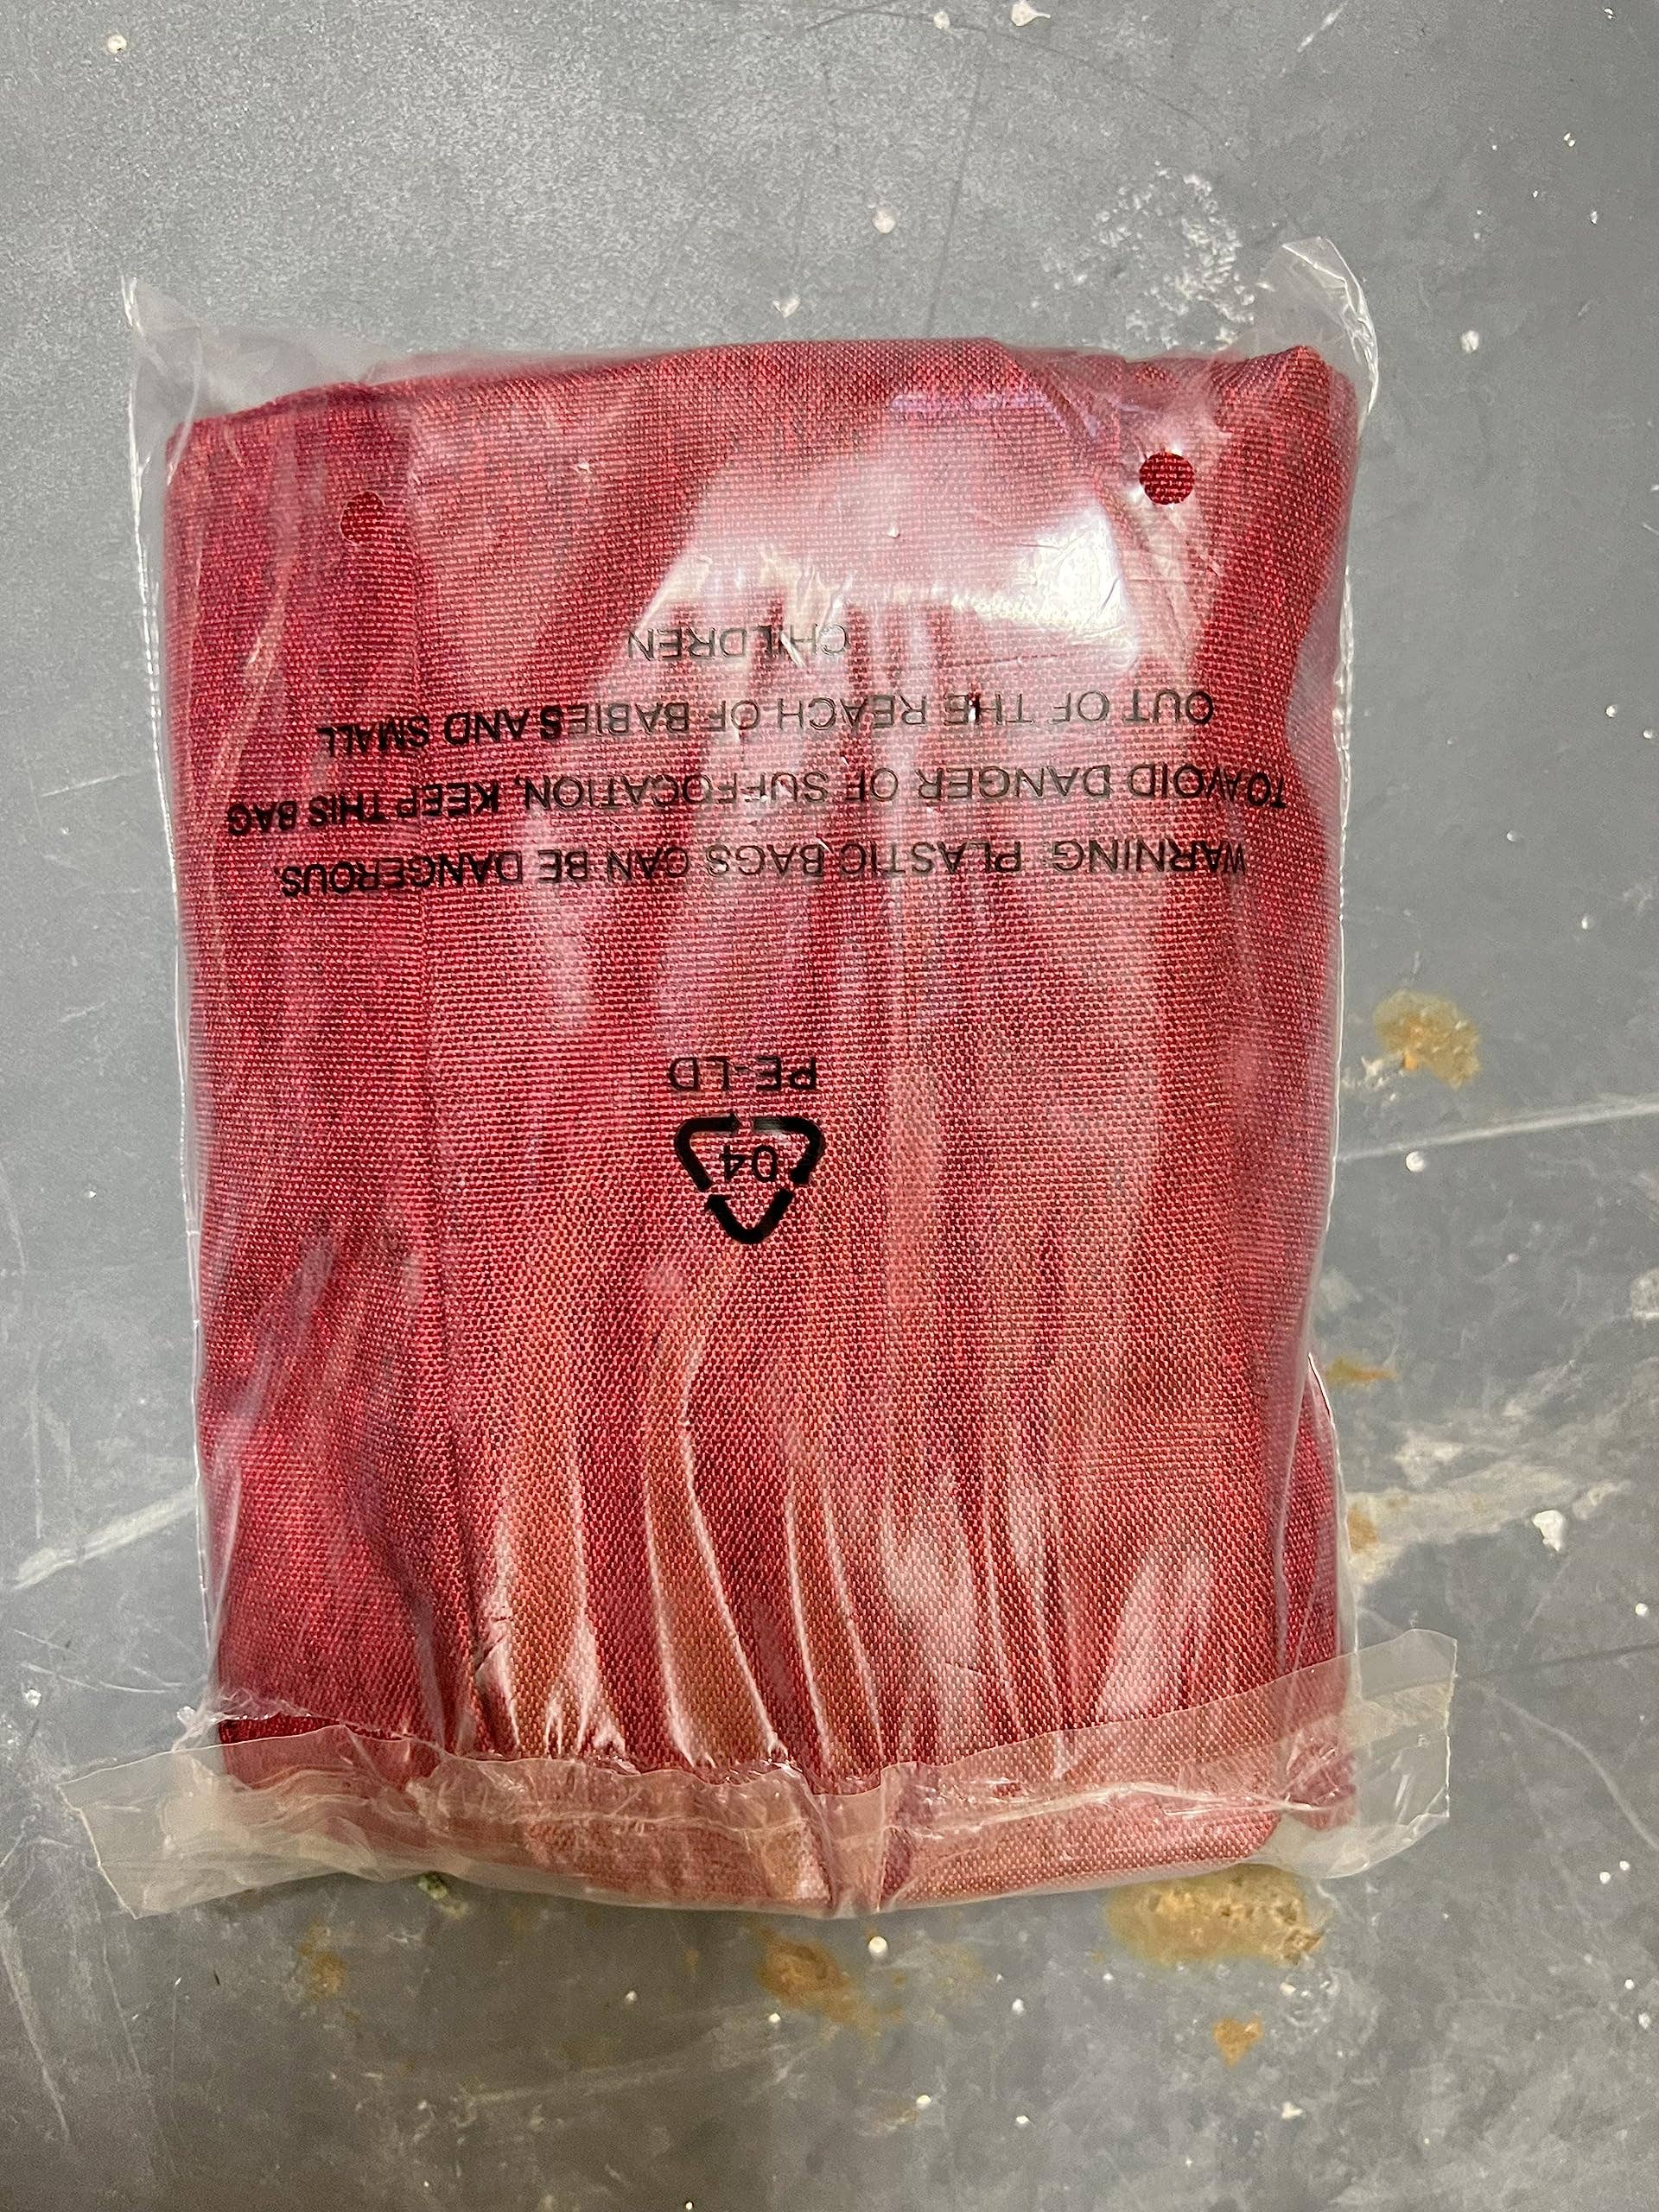 WARNING: PLASTIC BAGS CAN BE DANGEROUS.
TO AVOID DANGER OF SUFFOCATION, KEEP THIS BAG
OUT OF THE REACH OF BABIES AND SMALL
CHILDREN
04
PE-LD